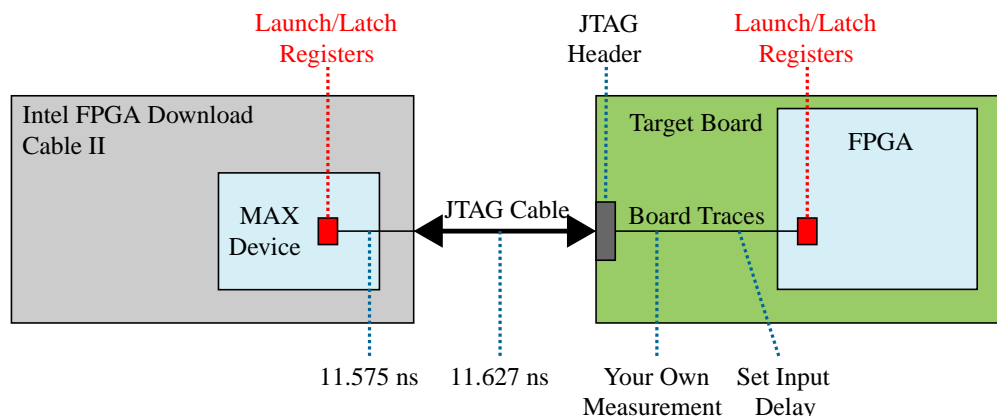 Launch/Latch
Registers
JTAG
Header
Launch/Latch
Registers
Intel FPGA Download
Cable II
Target Board
FPGA
MAX
Device
JTAG Cable
Board Traces
11.575 ns
11.627 ns
Your Own
Measurement
Set Input
Delay